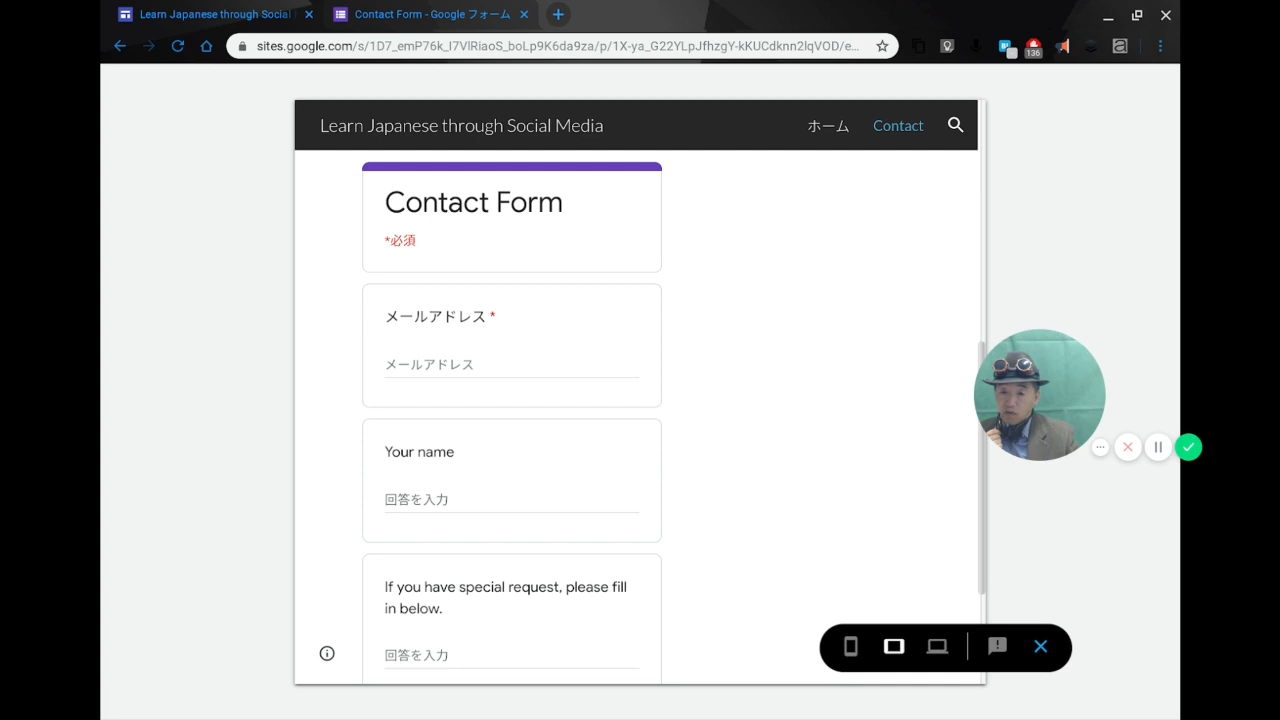 Learn Japanese through Social
Contact Form - Google フォーム
sites.google.com/s/1D7_emP76k_I7VlRiaoS_boLp9K6da9za/p/1X-ya_G22YLpJfhzgY-kKUCdknn2lqVOD/e...
136
Learn Japanese through Social Media
ホーム
Contact
Contact Form
*必須
メールアドレス *
メールアドレス
Your name
回答を入力
If you have special request, please fill
in below.
回答を入力